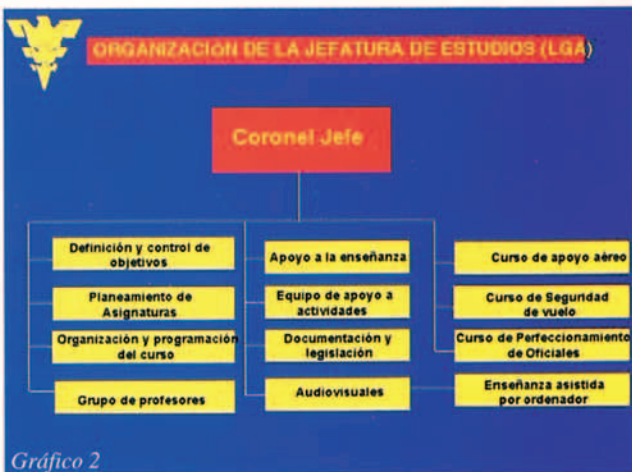 ORGANIZACIÓN DE LA JEFATURA DE ESTUDIOS (LGA)
Coronel Jefe
Definición y control de
objetivos
Planeamiento de
Asignaturas
Organización y programación
del curso
Grupo de profesores
Apoyo a la enseñanza
Equipo de apoyo a
actividades
Documentación y
legislación
Audiovisuales
Curso de apoyo aéreo
Curso de Seguridad
de vuelo
Curso de Perfeccionamiento
de Oficiales
Enseñanza asistida
por ordenador
Gráfico 2